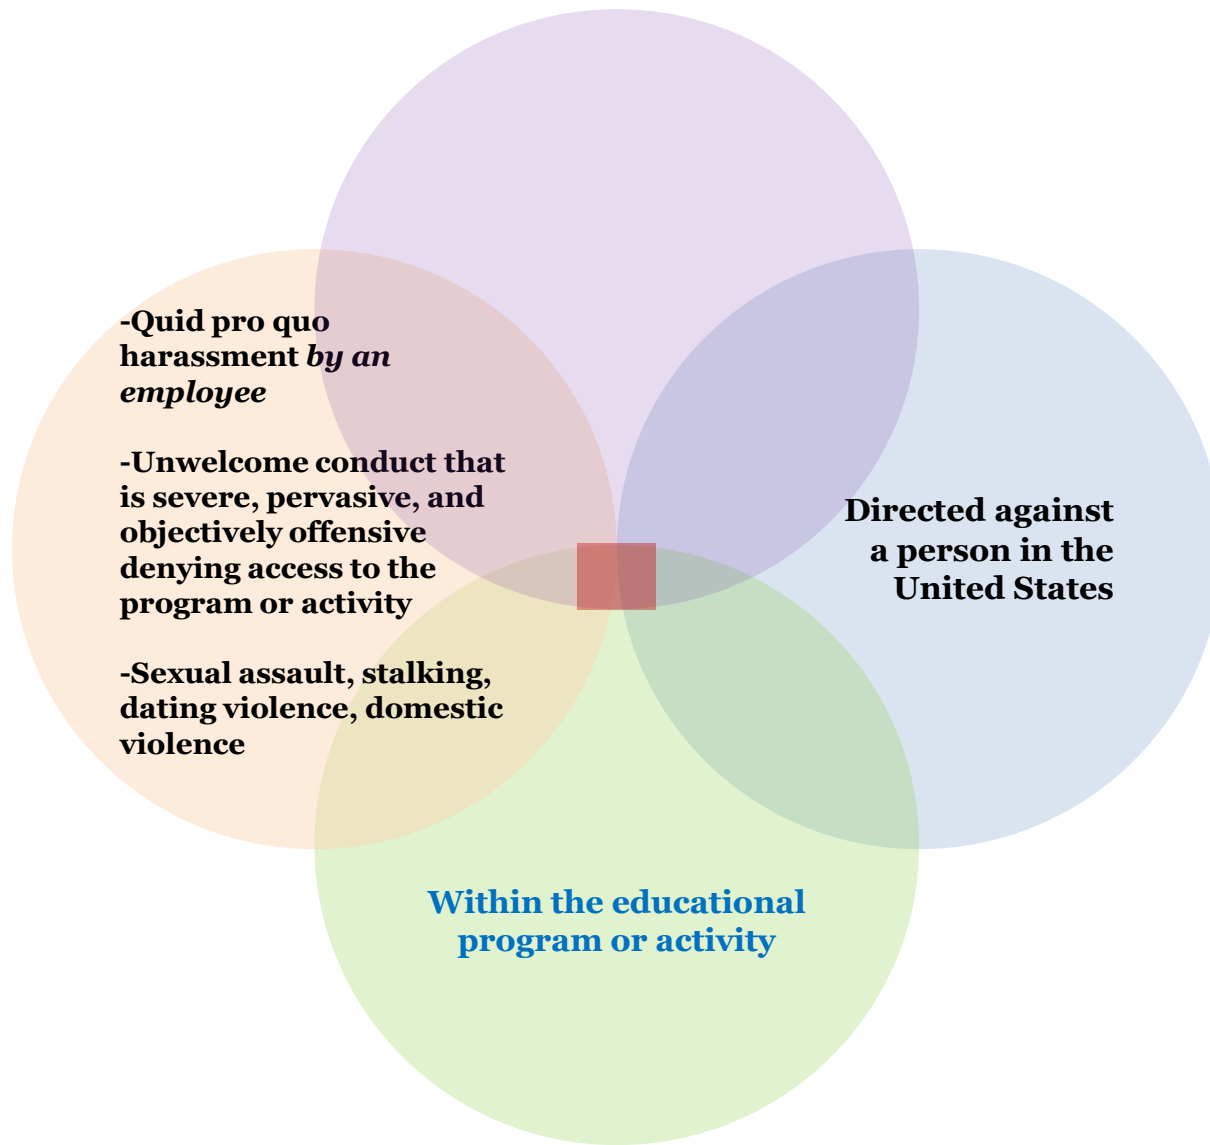 -Quid pro quo
harassment by an
employee
-Unwelcome conduct that
is severe, pervasive, and
objectively offensive
denying access to the
program or activity
-Sexual assault, stalking,
dating violence, domestic
violence
Directed against
a person in the
United States
Within the educational
program or activity